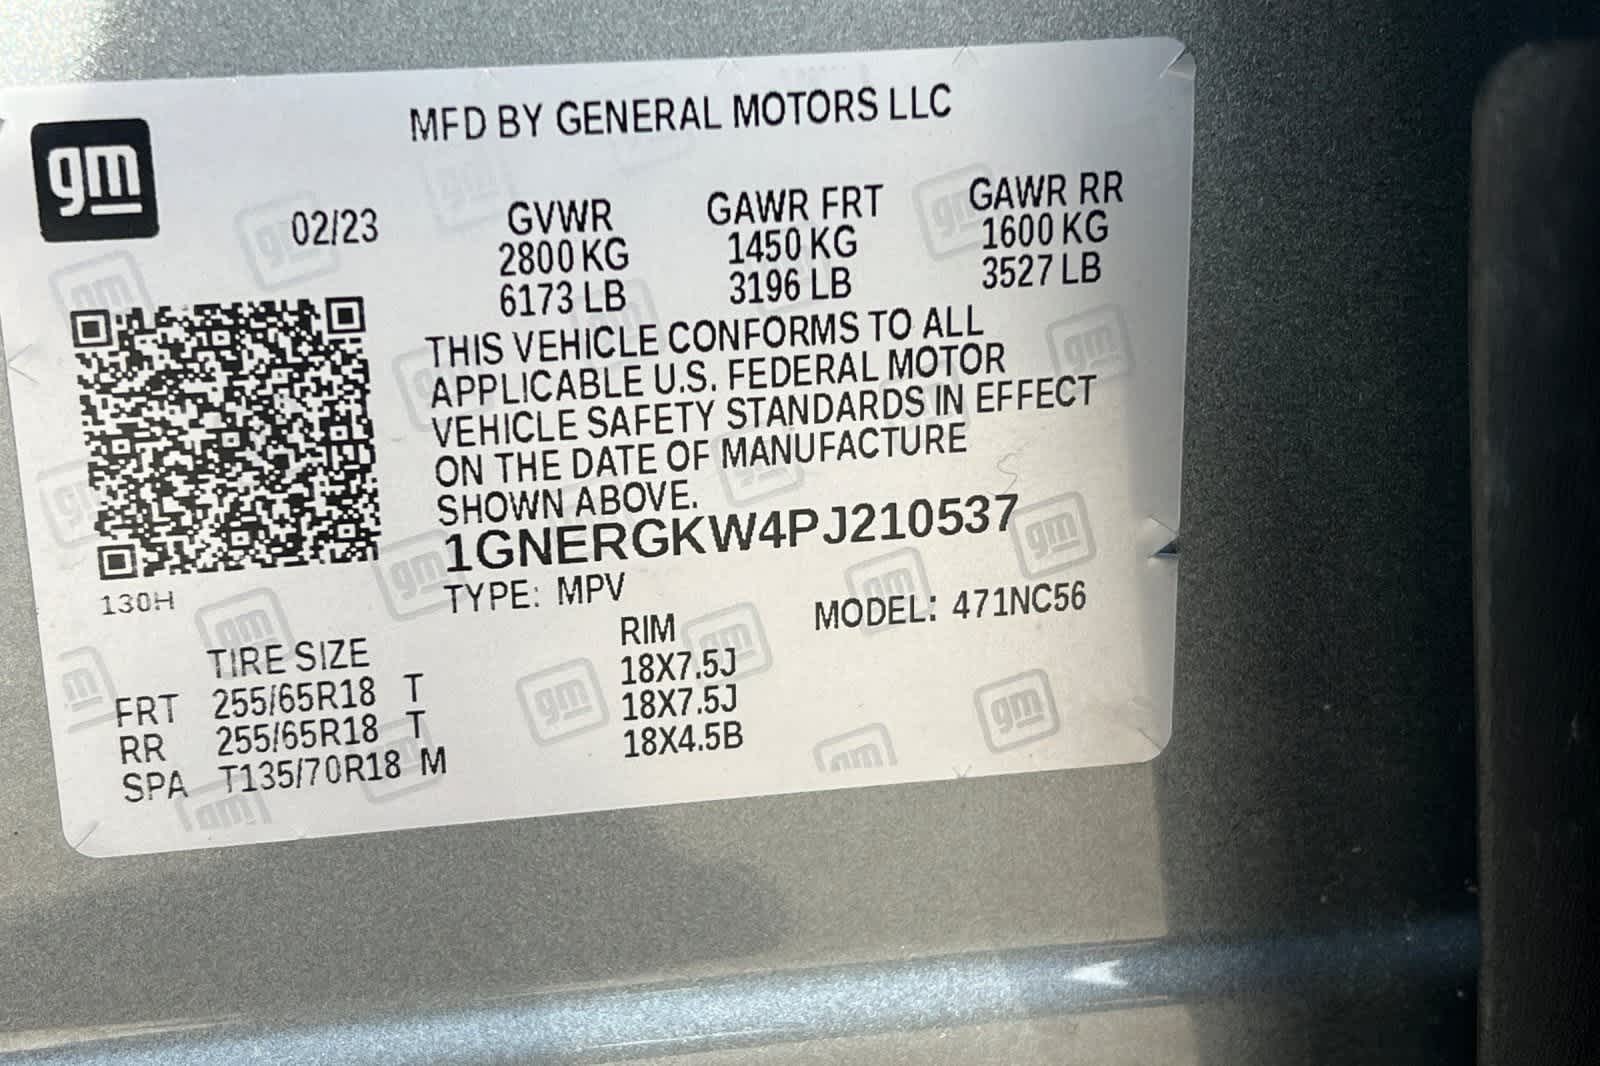 MFD BY GENERAL MOTORS LLC
gm
02/23 GVWR GAWR FRT GAWR RR
2800 KG 1450 KG 1600 KG
6173 LB 3196 LB 3527 LB
THIS VEHICLE CONFORMS TO ALL
APPLICABLE U.S. FEDERAL MOTOR
VEHICLE SAFETY STANDARDS IN EFFECT
ON THE DATE OF MANUFACTURE
SHOWN ABOVE.
1GNERGKW4PJ210537
130H
TYPE: MPV MODEL: 471NC56
TIRE SIZE RIM
FRT 255/65R18 T 18X7.5J
RR 255/65R18 T 18X7.5J
SPA T135/70R18 M 18X4.5B